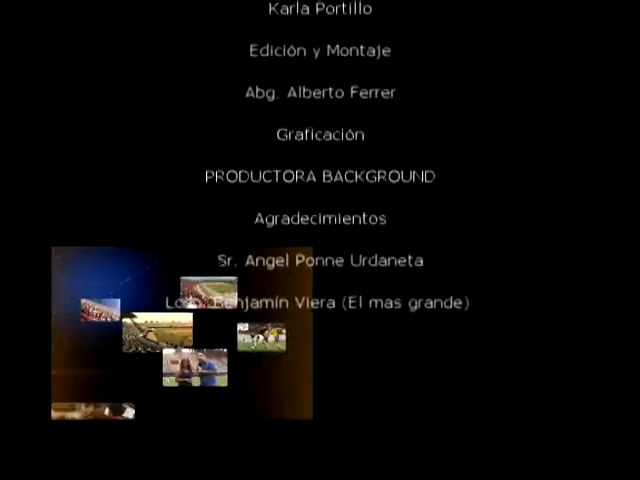 Karla Portillo
Edición y Montaje
Abg. Alberto Ferrer
Graficación
PRODUCTORA BACKGROUND
Agradecimientos
Sr. Angel Ponne Urdaneta
Benjamín VIera (El mas grande)